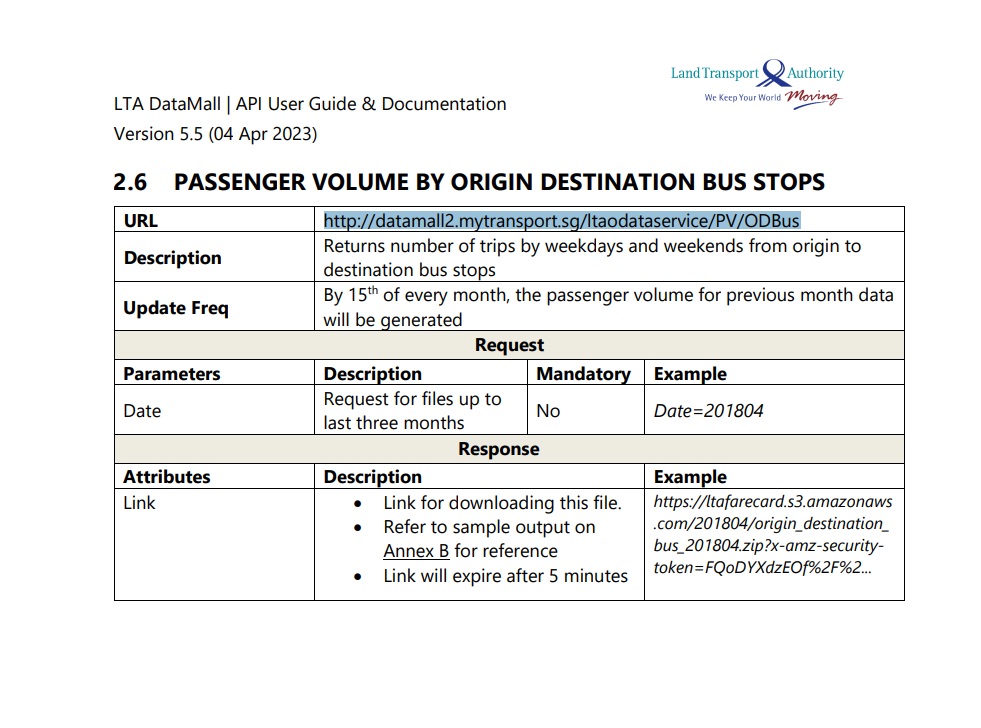 Land Transport Authority
We Keep Your World Moving
LTA DataMall | API User Guide & Documentation
Version 5.5 (04 Apr 2023)
2.6 PASSENGER VOLUME BY ORIGIN DESTINATION BUS STOPS
URL http://datamall2.mytransport.sg/ltaodataservice/PV/ODBus
Description Returns number of trips by weekdays and weekends from origin to
destination bus stops
Update Freq By 15th of every month, the passenger volume for previous month data
will be generated
Request
Parameters Description Mandatory Example
Date Request for files up to
last three months
No Date=201804
Response
Attributes Description Example
Link
• Link for downloading this file.
• Refer to sample output on
Annex B for reference
• Link will expire after 5 minutes
https://ltafarecard.s3.amazonaws
.com/201804/origin_destination_
bus_201804.zip?x-amz-security-
token=FQoDYXdzEOf%2F%2...